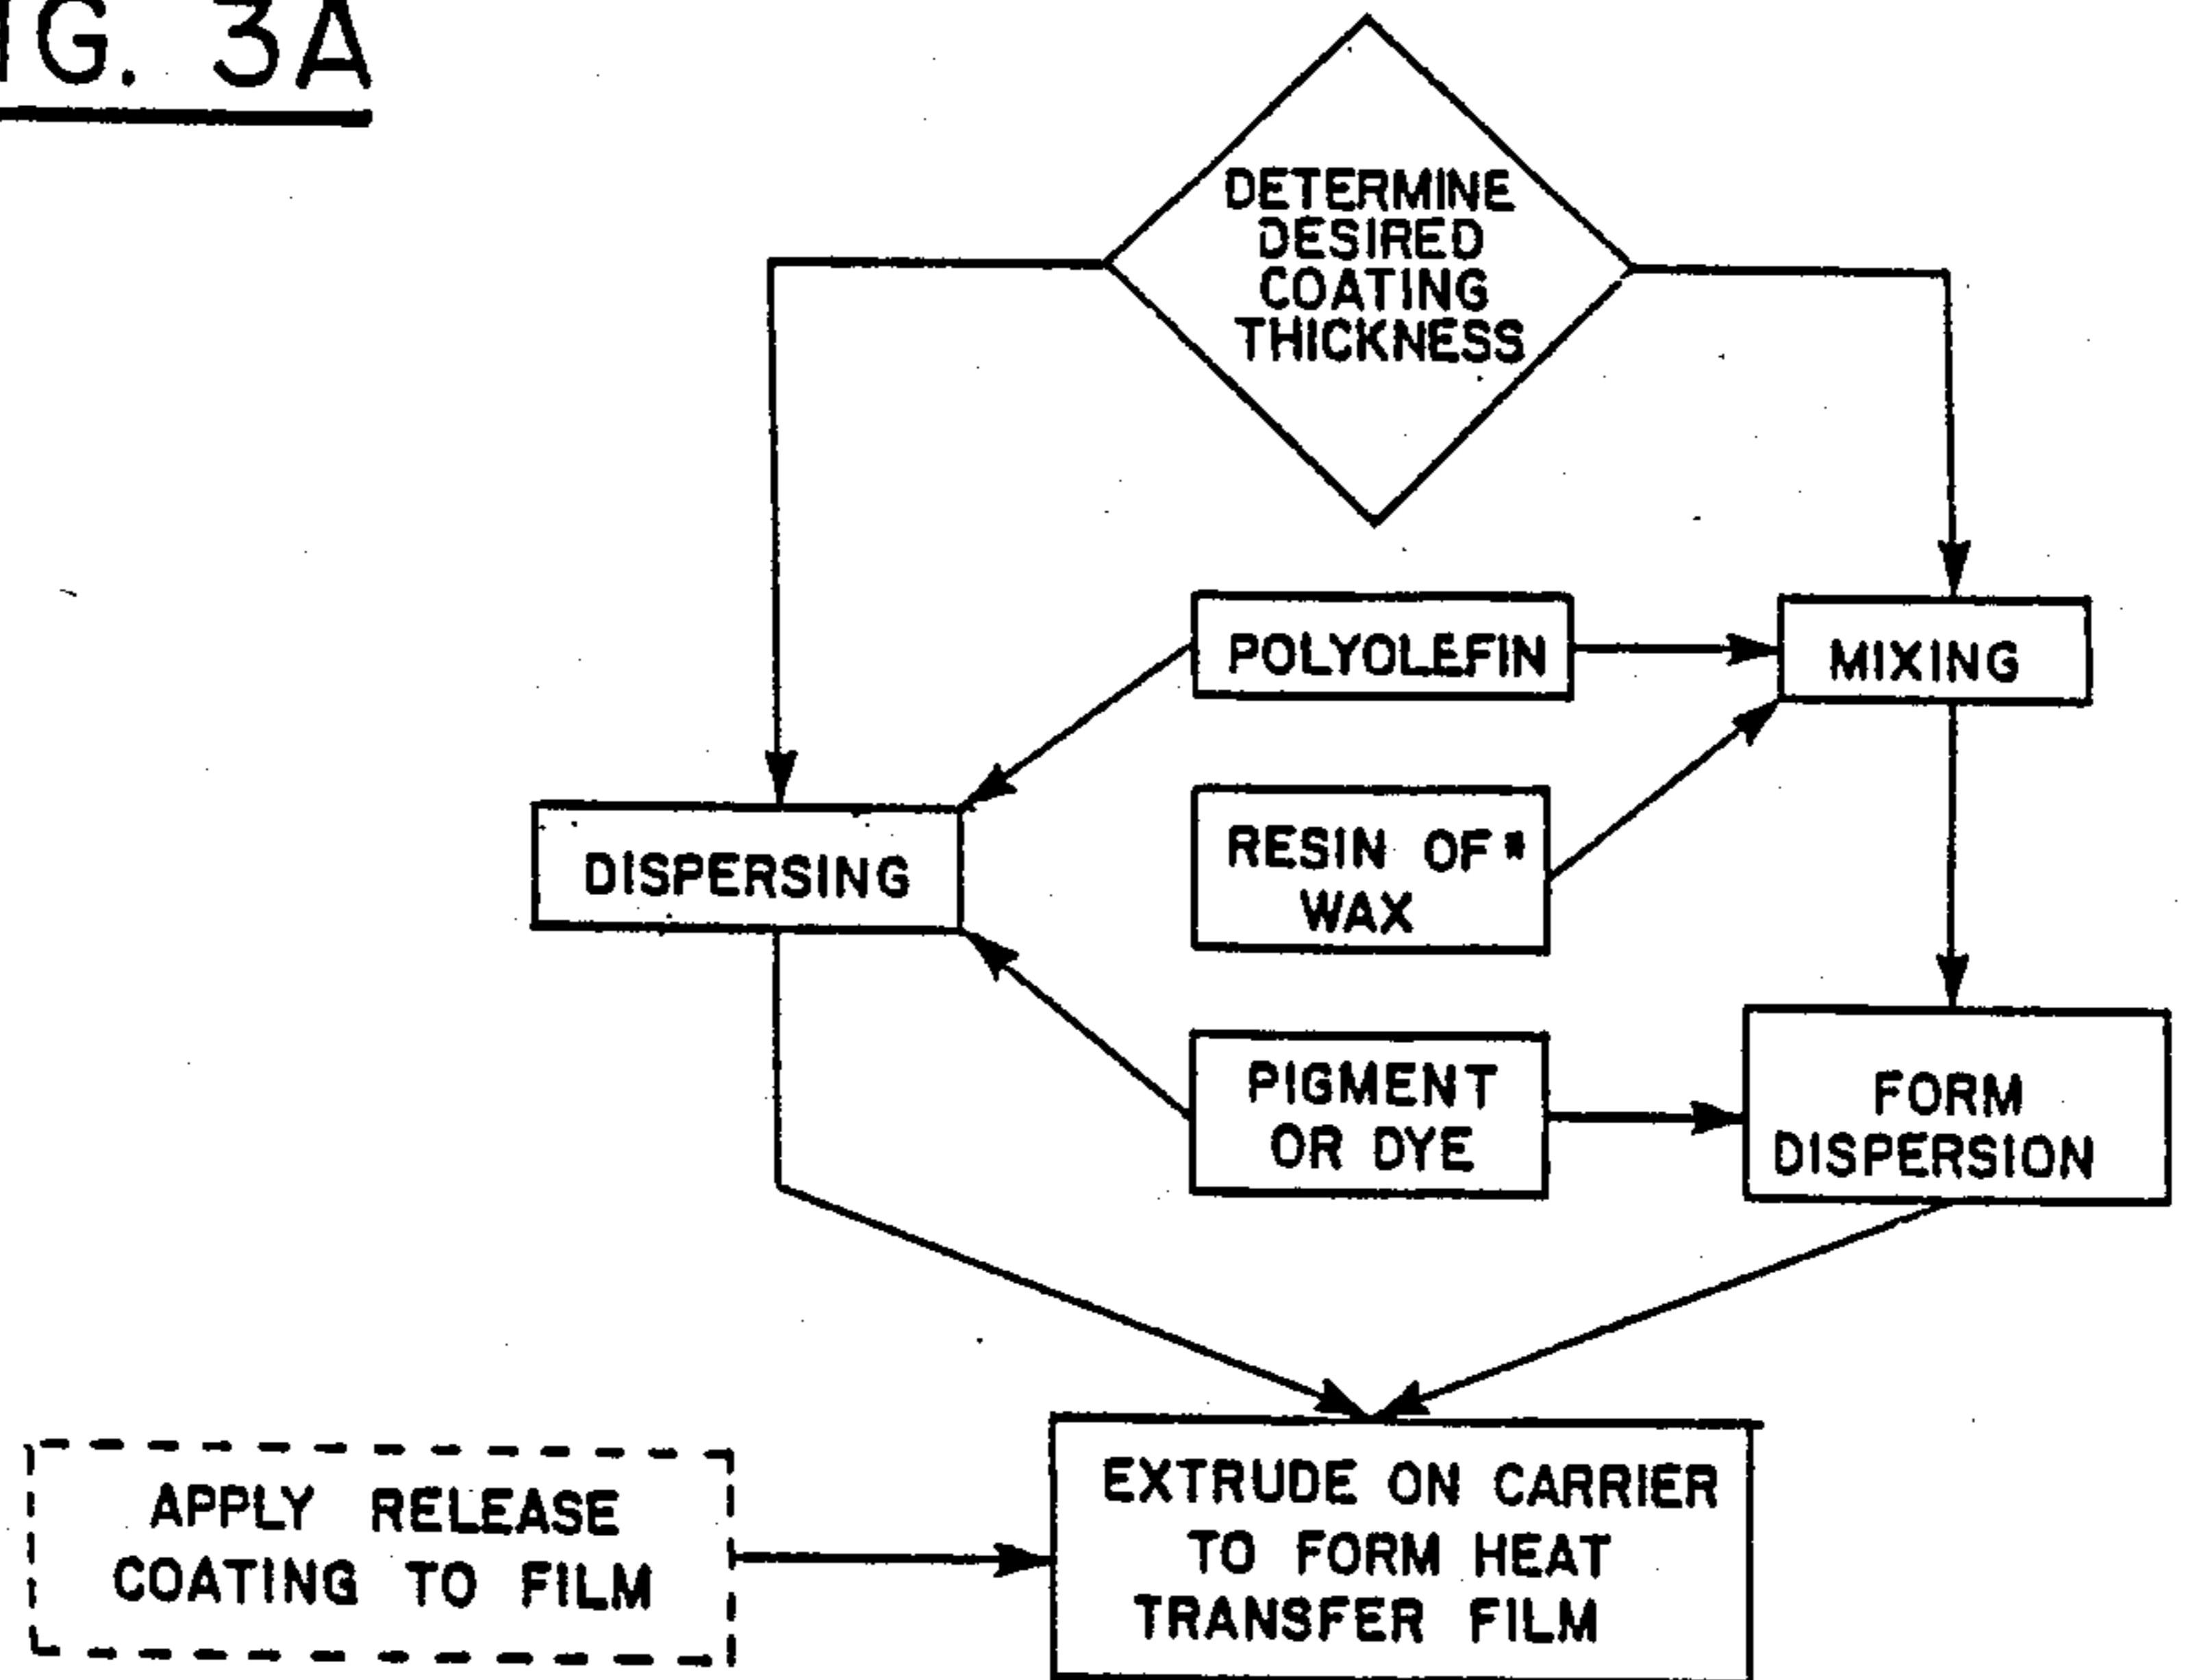 IG. 3A
DETERMINE
DESIRED
COATING
THICKNESS
POLYOLEFIN
MIXING
RESIN OF*
WAX
DISPERSING
PIGMENT
OR DYE
FORM
DISPERSION
APPLY RELEASE
COATING TO FILM
EXTRUDE ON CARRIER
TO FORM HEAT
TRANSFER FILM